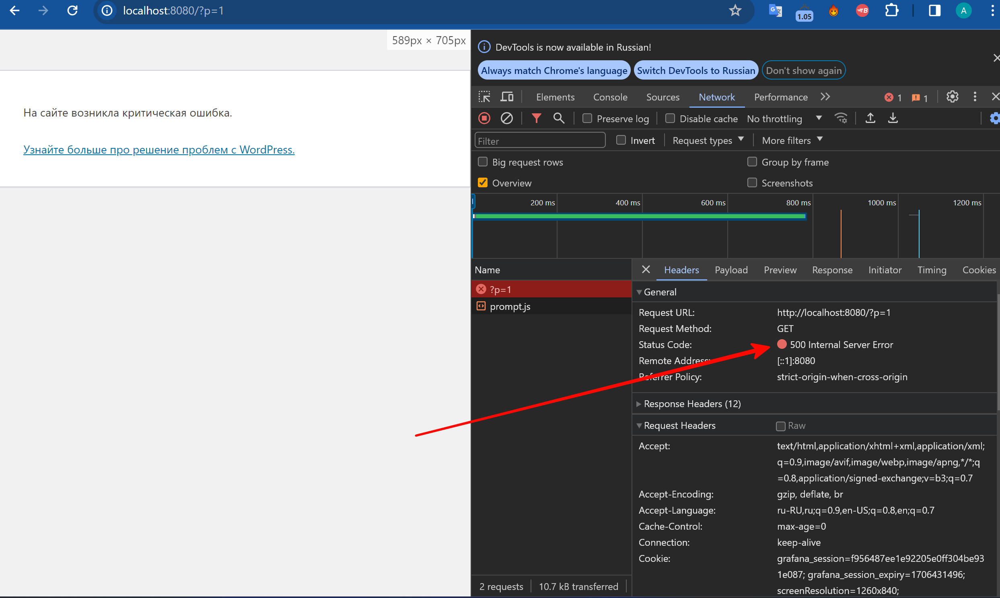 localhost:8080/?p=1
1.05
A
589px × 705px
На сайте возникла критическая ошибка.
Узнайте больше про решение проблем с WordPress.
DevTools is now available in Russian!
Always match Chrome's language
Switch DevTools to Russian
Don't show again
Elements
Console
Sources
Network
Performance
1
1
Preserve log
Disable cache
No throttling
Filter
Invert
Request types
More filters
Big request rows
Group by frame
Overview
Screenshots
200 ms
400 ms
600 ms
800 ms
1000 ms
1200 ms
Name
?p=1
prompt.js
2 requests
10.7 kB transferred
Headers
Payload
Preview
Response
Initiator
Timing
Cookies
General
Request URL: http://localhost:8080/?p=1
Request Method: GET
Status Code: 500 Internal Server Error
Remote Address: [::1]:8080
Referrer Policy: strict-origin-when-cross-origin
Response Headers (12)
Request Headers
Raw
Accept: text/html,application/xhtml+xml,application/xml;
q=0.9,image/avif,image/webp,image/apng,*/*;q
=0.8,application/signed-exchange;v=b3;q=0.7
Accept-Encoding: gzip, deflate, br
Accept-Language: ru-RU,ru;q=0.9,en-US;q=0.8,en;q=0.7
Cache-Control: max-age=0
Connection: keep-alive
Cookie: grafana_session=f956487ee1e92205e0ff304be93
1e087; grafana_session_expiry=1706431496;
screenResolution=1260x840;